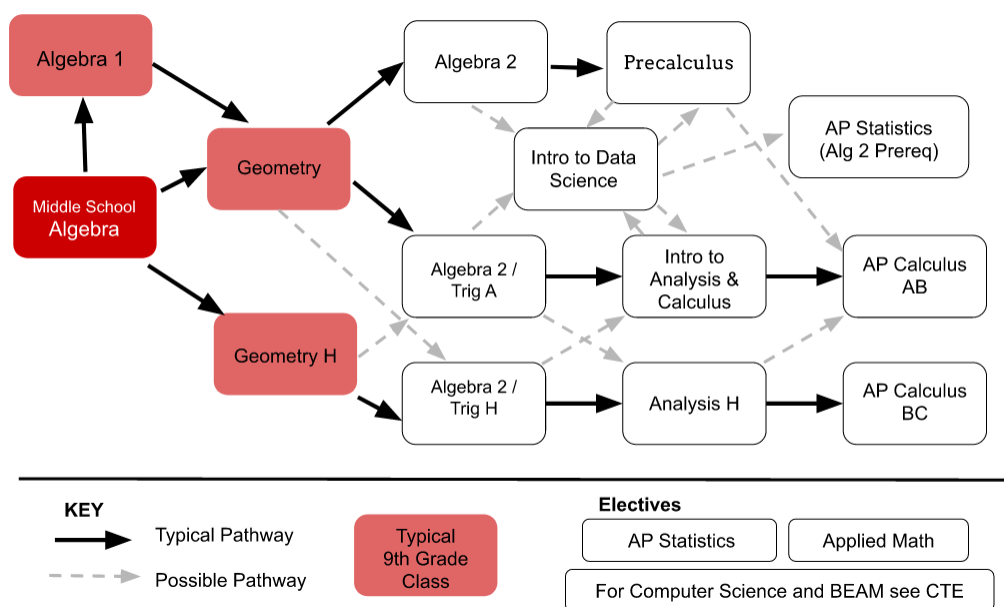 Algebra 1
Algebra 2
Precalculus
AP Statistics
(Alg 2 Prereq)
Geometry
Intro to Data
Science
Middle School
Algebra
Algebra 2 /
Trig A
Intro to
Analysis &
Calculus
AP Calculus
AB
Geometry H
Algebra 2 /
Trig H
Analysis H
AP Calculus
BC
KEY
Typical Pathway
Possible Pathway
Typical
9th Grade
Class
Electives
AP Statistics
Applied Math
For Computer Science and BEAM see CTE